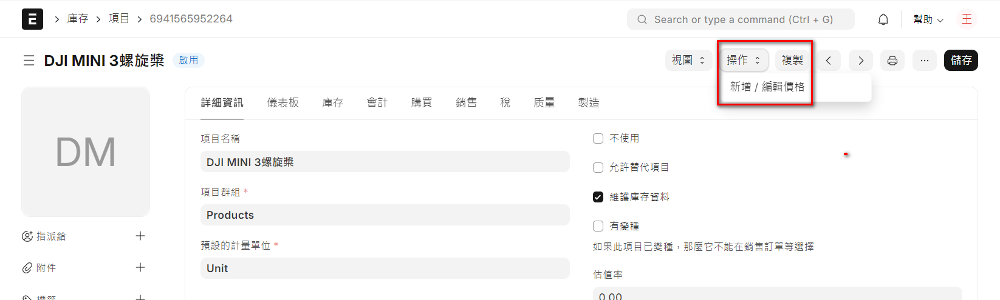 E > 庫存 > 項目 > 6941565952264
Search or type a command (Ctrl + G)
幫助
王
DJI MINI 3螺旋槳
啟用
視圖
操作
複製
...
儲存
新增 / 編輯價格
DM
指派給
附件
詳細資訊 儀表板 庫存 會計 購買 銷售 稅 质量 製造
項目名稱
DJI MINI 3螺旋槳
項目群組 *
Products
預設的計量單位 *
Unit
不使用
允許替代項目
維護庫存資料
有變種
如果此項目已變種，那麼它不能在銷售訂單等選擇
估值率
0.00